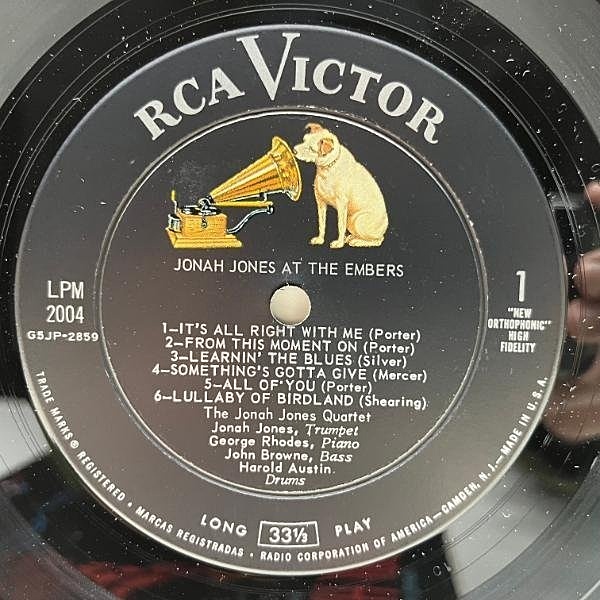 RCA VICTOR
JONAH JONES AT THE EMBERS
LPM
2004
G5JP-2859
1
"NEW
ORTHOPHONIC"
HIGH
FIDELITY
1—IT'S ALL RIGHT WITH ME (Porter)
2—FROM THIS MOMENT ON (Porter)
3—LEARNIN' THE BLUES (Silver)
4—SOMETHING'S GOTTA GIVE (Mercer)
5—ALL OF YOU (Porter)
6—LULLABY OF BIRDLAND (Shearing)
The Jonah Jones Quartet
Jonah Jones, Trumpet
George Rhodes, Piano
John Browne, Bass
Harold Austin,
Drums
LONG 33⅓ PLAY
TRADE MARKS ® REGISTERED • MARCAS REGISTRADAS • RADIO CORPORATION OF AMERICA—CAMDEN, N.J.—MADE IN U.S.A.